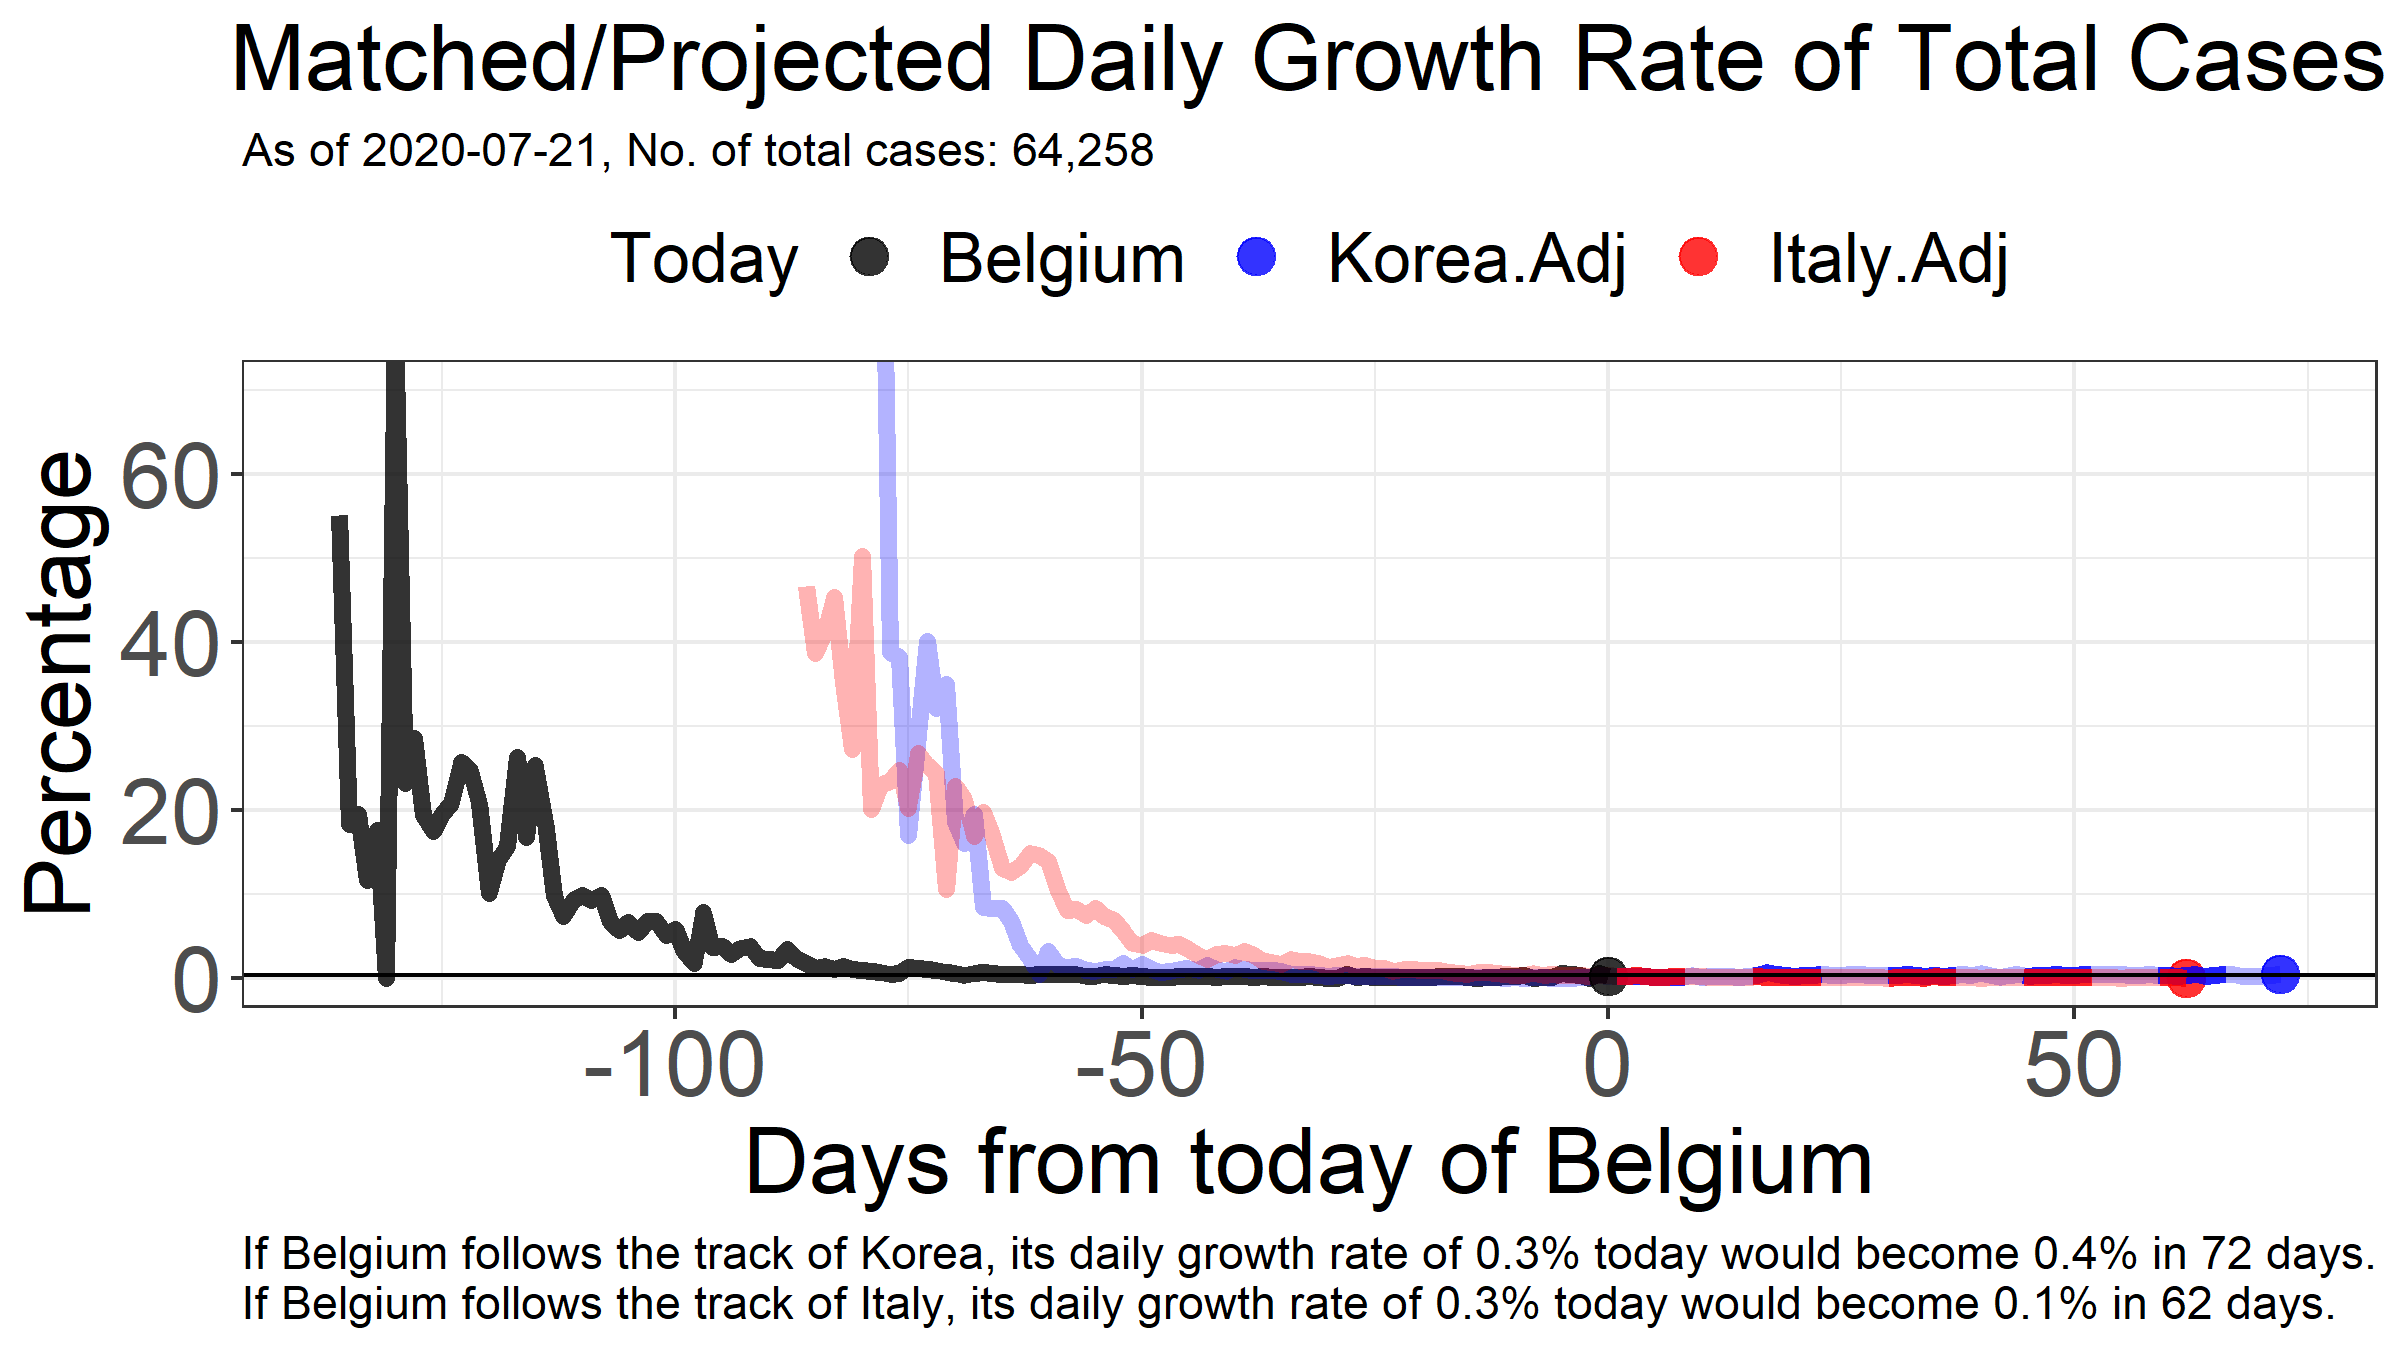 Matched/Projected Daily Growth Rate of Total Cases
As of 2020-07-21, No. of total cases: 64,258
Today Belgium Korea.Adj Italy.Adj
Percentage
60
40
20
0
-100 -50 0 50
Days from today of Belgium
If Belgium follows the track of Korea, its daily growth rate of 0.3% today would become 0.4% in 72 days.
If Belgium follows the track of Italy, its daily growth rate of 0.3% today would become 0.1% in 62 days.